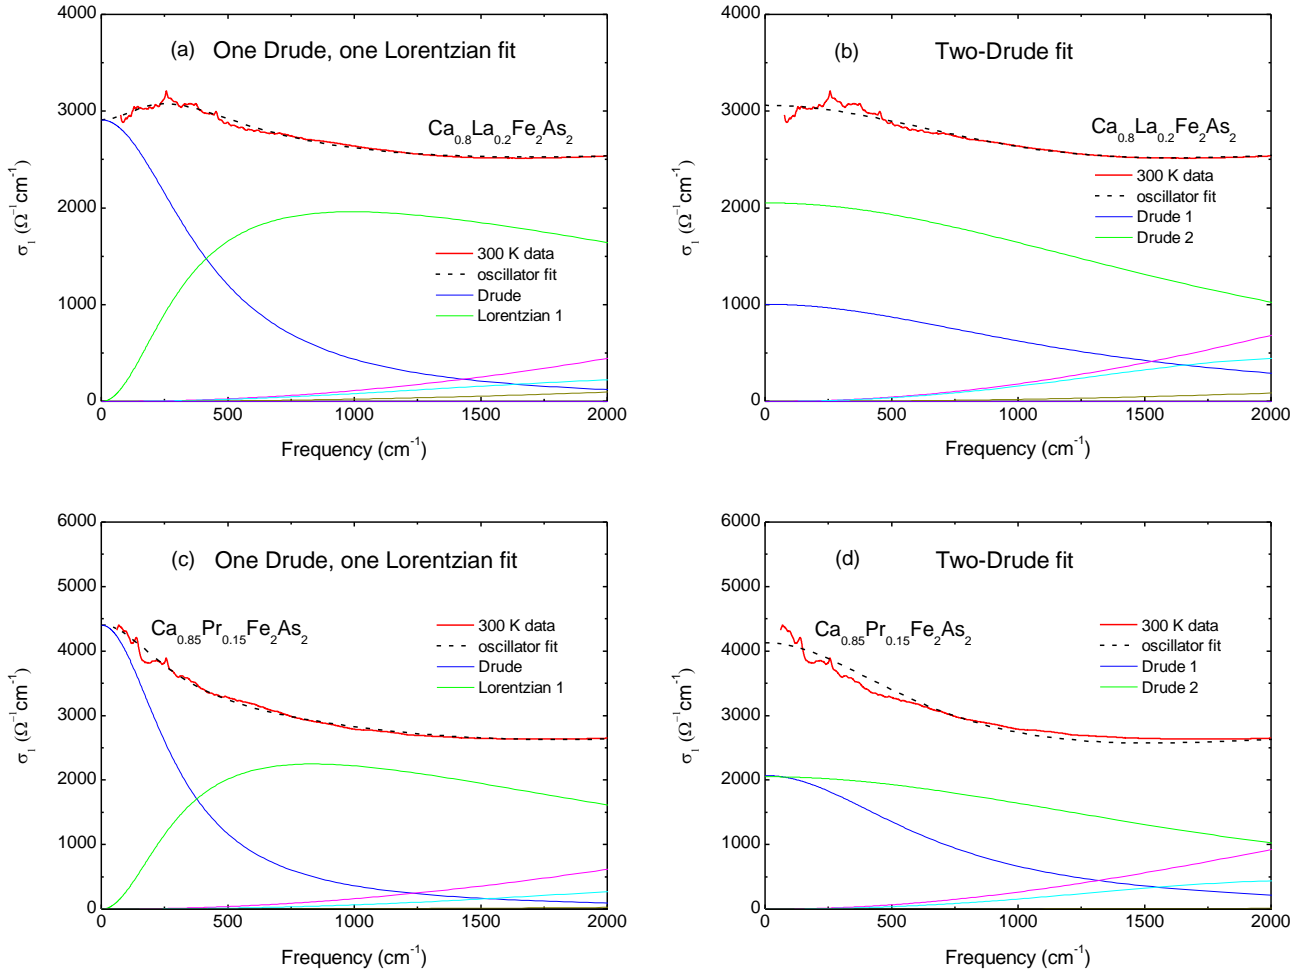 (a) One Drude, one Lorentzian fit
Ca0.8La0.2Fe2As2
300 K data
oscillator fit
Drude
Lorentzian 1
4000
3000
2000
1000
0
σ1 (Ω−1cm-1)
0 500 1000 1500 2000
Frequency (cm-1)
(b) Two-Drude fit
Ca0.8La0.2Fe2As2
300 K data
oscillator fit
Drude 1
Drude 2
4000
3000
2000
1000
0
σ1 (Ω−1cm-1)
0 500 1000 1500 2000
Frequency (cm-1)
(c) One Drude, one Lorentzian fit
Ca0.85Pr0.15Fe2As2
300 K data
oscillator fit
Drude
Lorentzian 1
6000
5000
4000
3000
2000
1000
0
σ1 (Ω−1cm-1)
0 500 1000 1500 2000
Frequency (cm-1)
(d) Two-Drude fit
Ca0.85Pr0.15Fe2As2
300 K data
oscillator fit
Drude 1
Drude 2
6000
5000
4000
3000
2000
1000
0
σ1 (Ω−1cm-1)
0 500 1000 1500 2000
Frequency (cm-1)